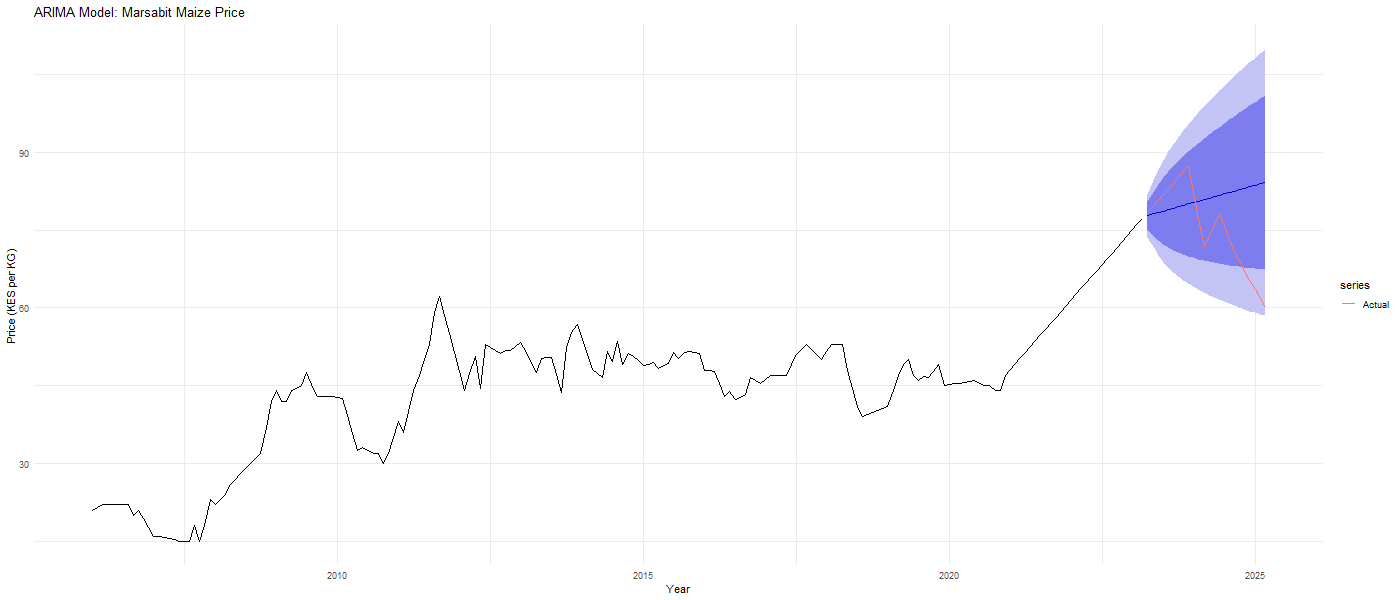 ARIMA Model: Marsabit Maize Price
Price (KES per KG)
90
60
30
2010 2015 2020 2025
Year
series
Actual